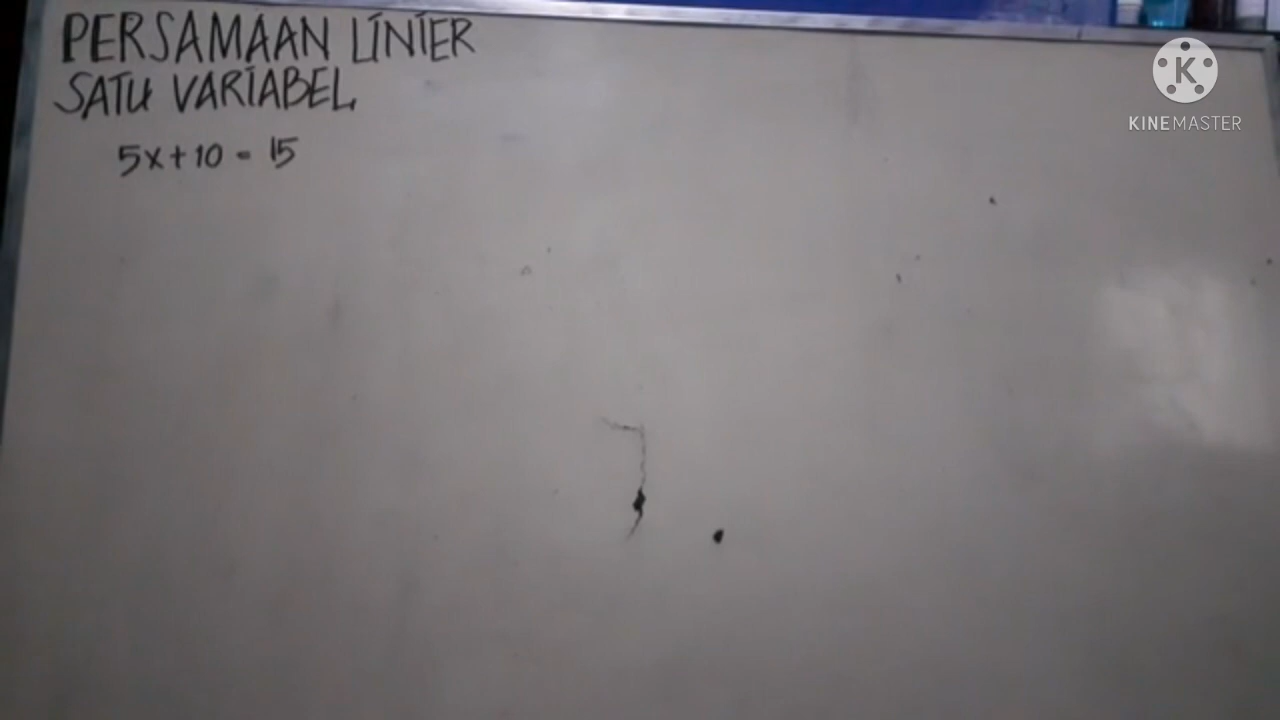 PERSAMAAN LINIER
SATU VARIABEL
5x + 10 = 15
K
KINEMASTER